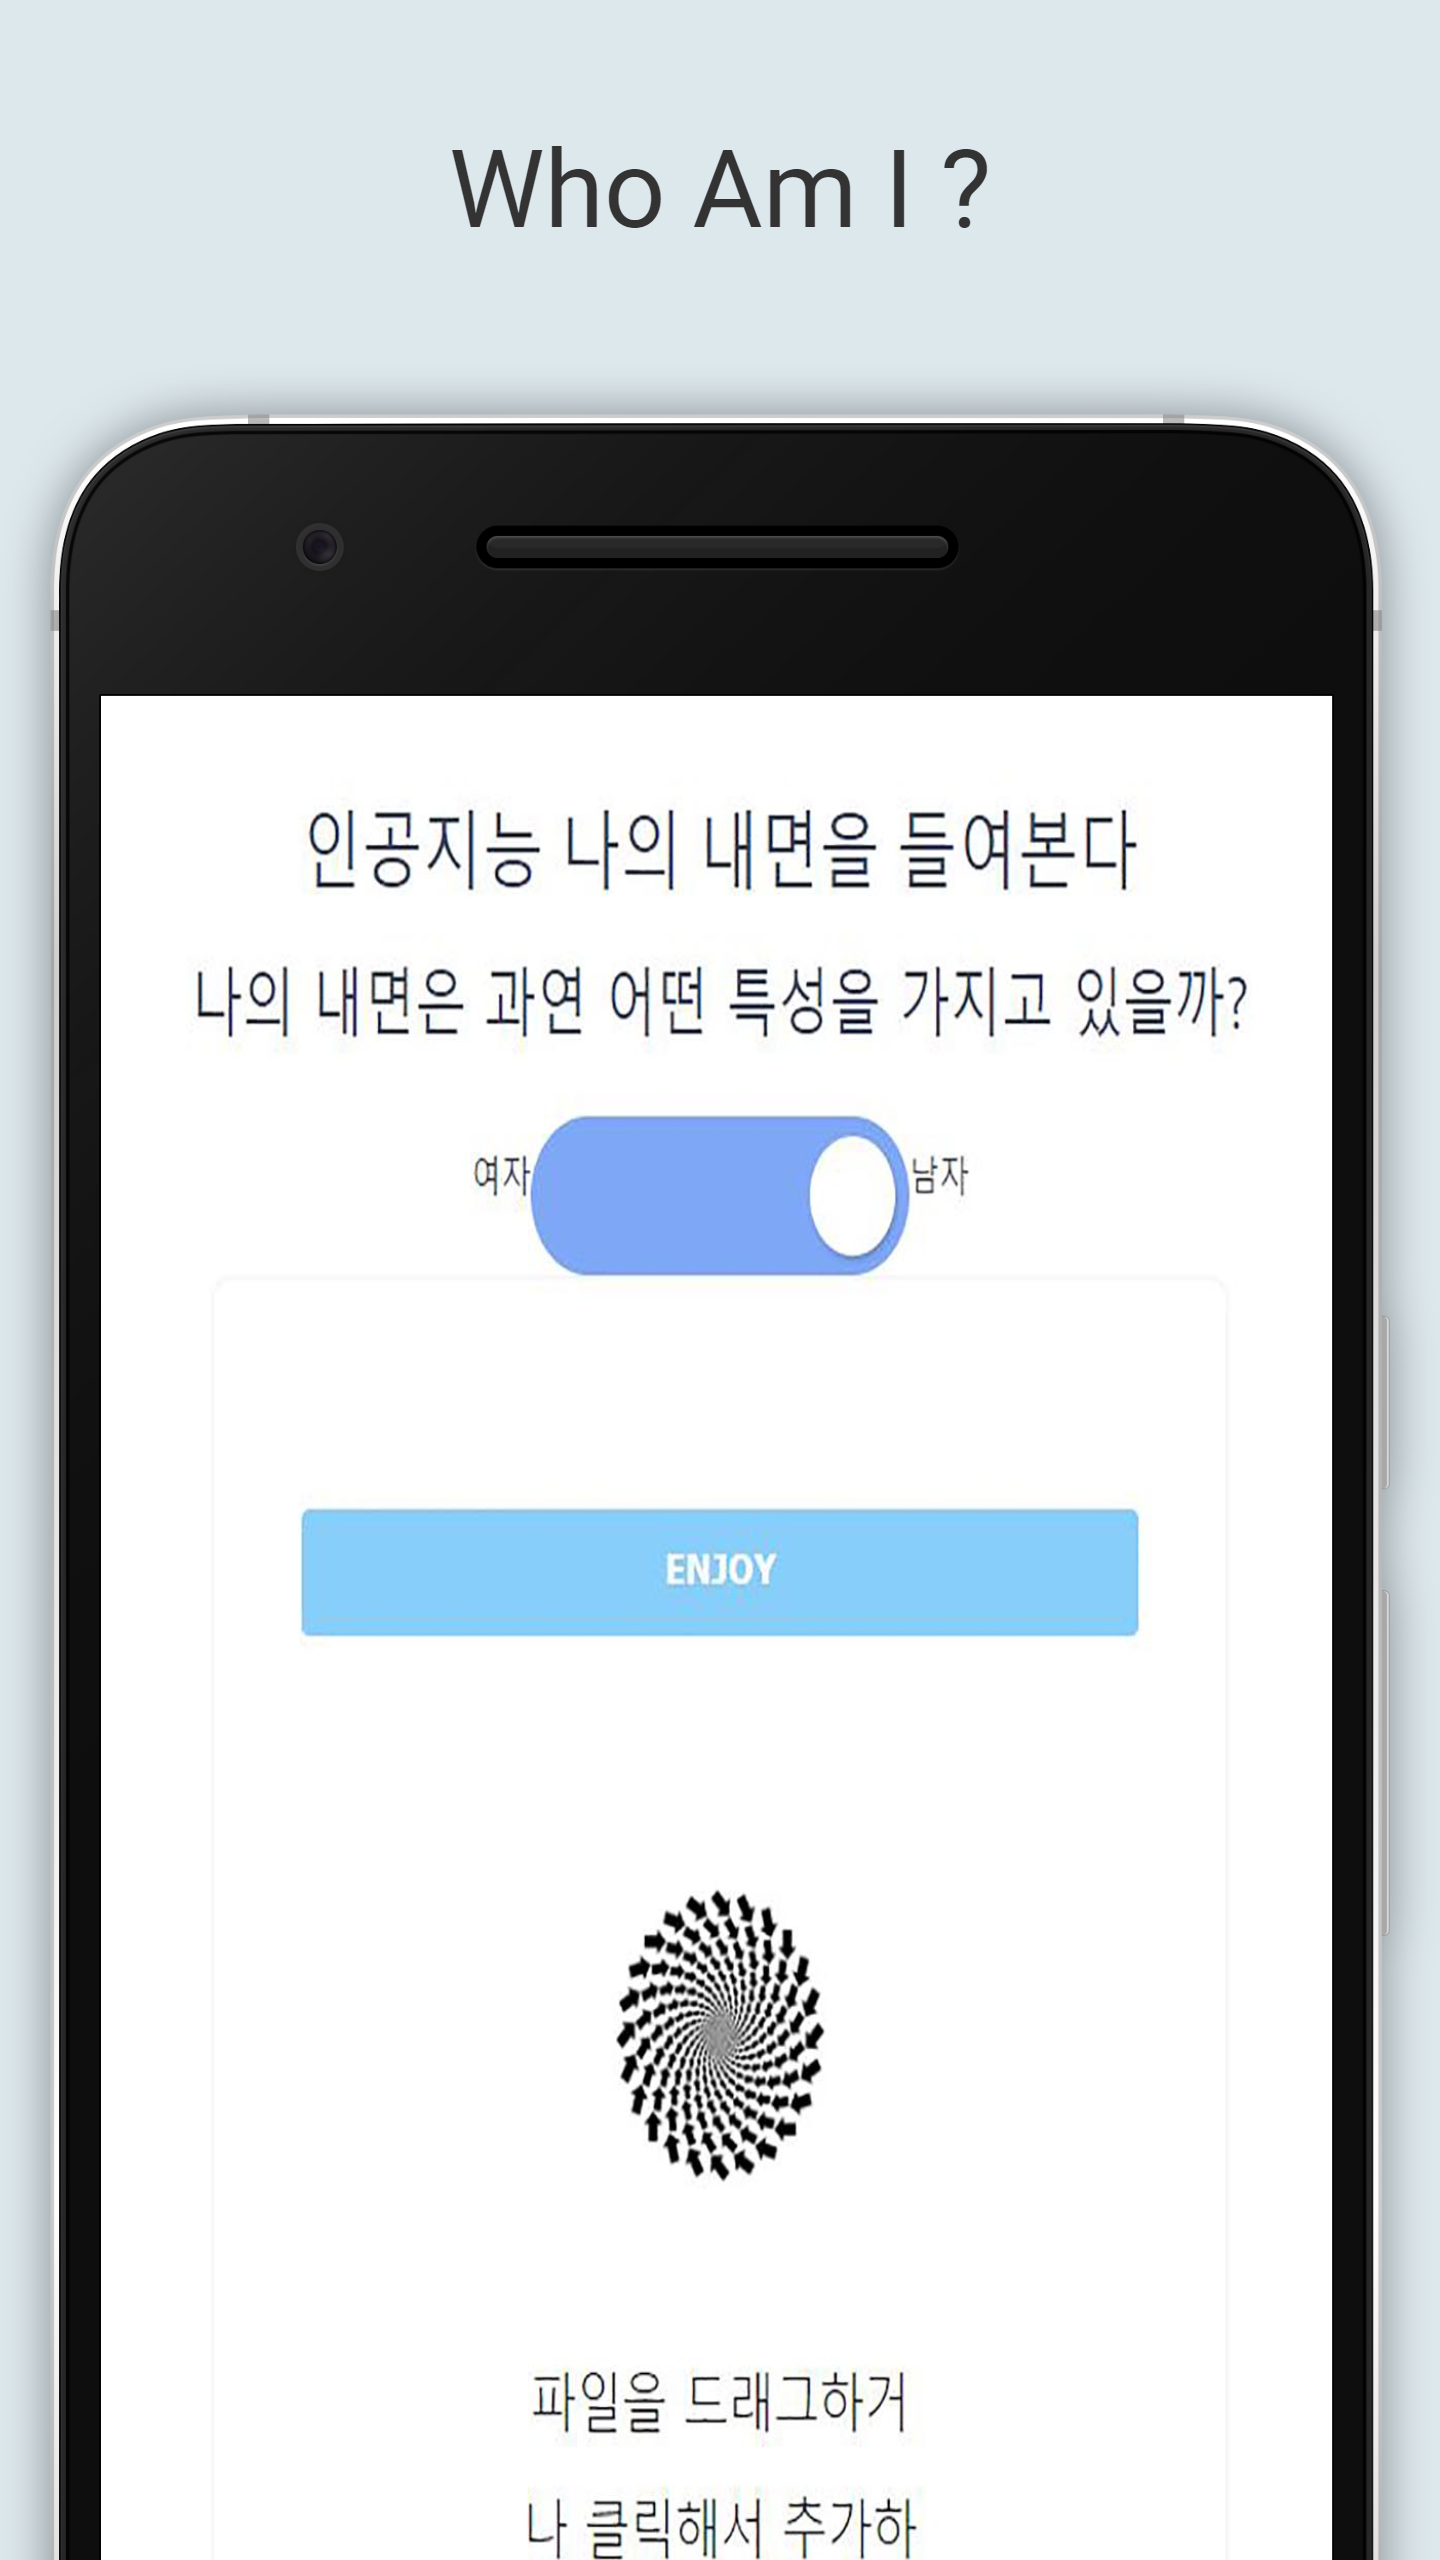 Who Am I ?
인공지능 나의 내면을 들여본다
나의 내면은 과연 어떤 특성을 가지고 있을까?
여자 남자
ENJOY
파일을 드래그하거
나 클릭해서 추가하